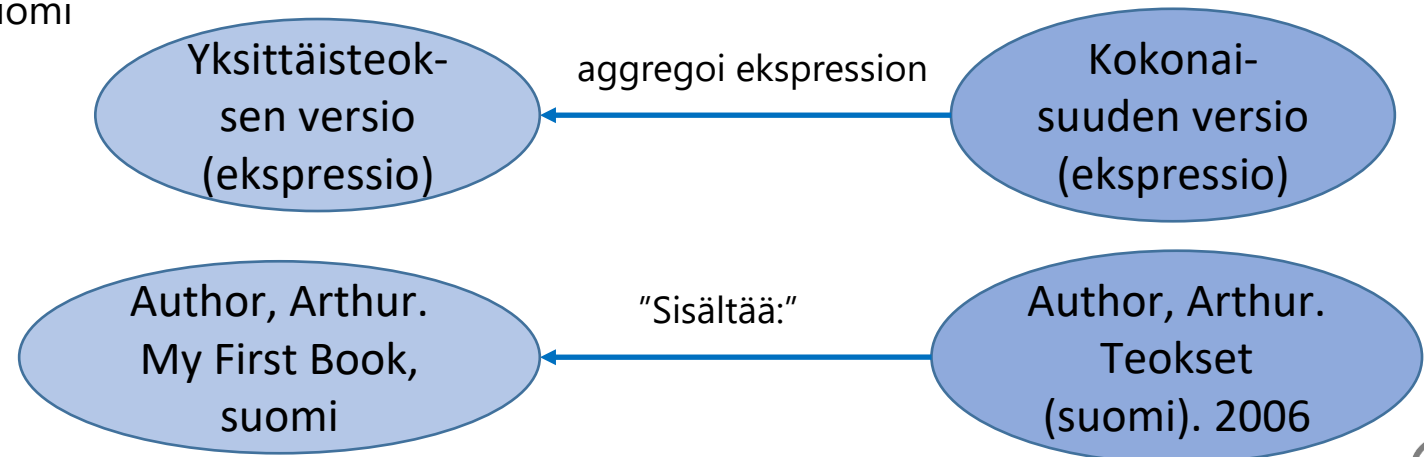 uomi
Yksittäisteok-
sen versio
(ekspressio)
aggregoi ekspression
Kokonai-
suuden versio
(ekspressio)
Author, Arthur.
My First Book,
suomi
”Sisältää:”
Author, Arthur.
Teokset
(suomi). 2006